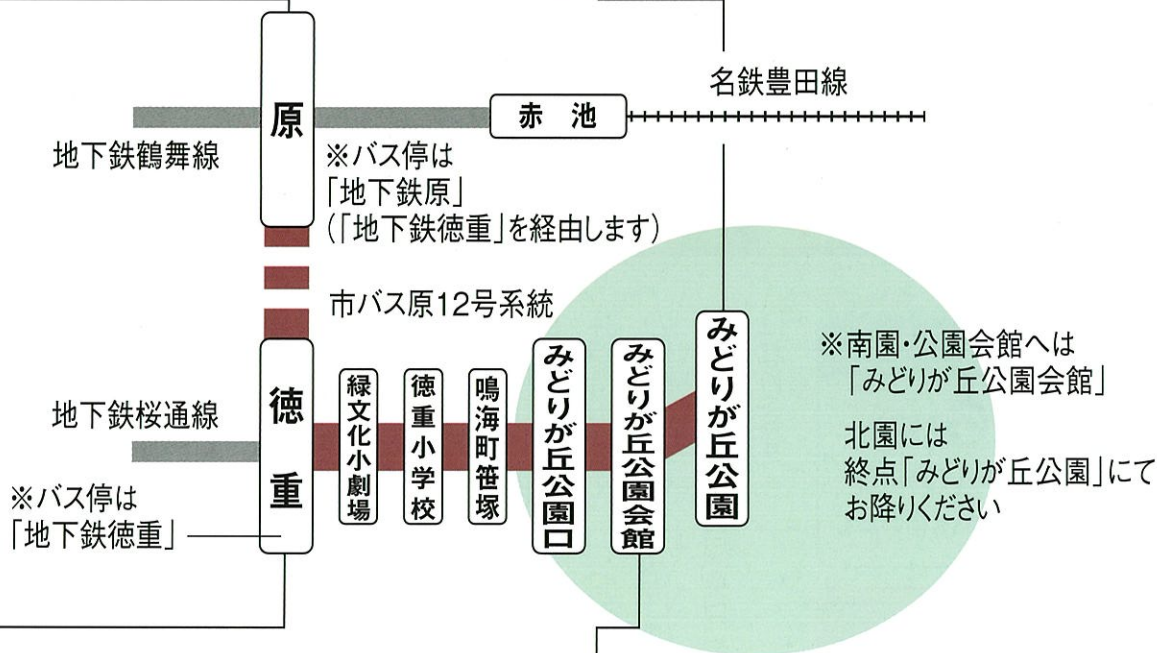 名鉄豊田線
原
赤池
地下鉄鶴舞線
※バス停は
「地下鉄原」
（「地下鉄徳重」を経由します）
市バス原12号系統
徳重
緑文化小劇場
徳重小学校
鳴海町笹塚
みどりが丘公園口
みどりが丘公園会館
みどりが丘公園
地下鉄桜通線
※バス停は
「地下鉄徳重」
※南園・公園会館へは
「みどりが丘公園会館」
北園には
終点「みどりが丘公園」にて
お降りください